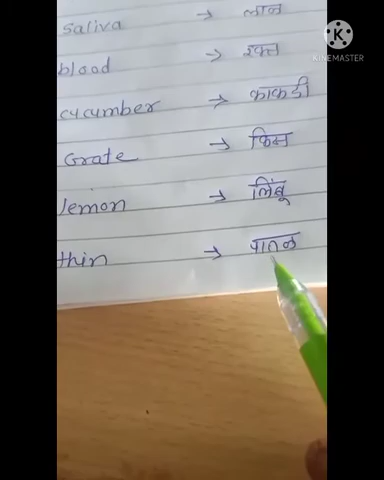 saliva → लाळ
KINEMASTER
blood → रक्त
cucumber → काकडी
Grate → किस
lemon → लिंबू
thin → पातळ